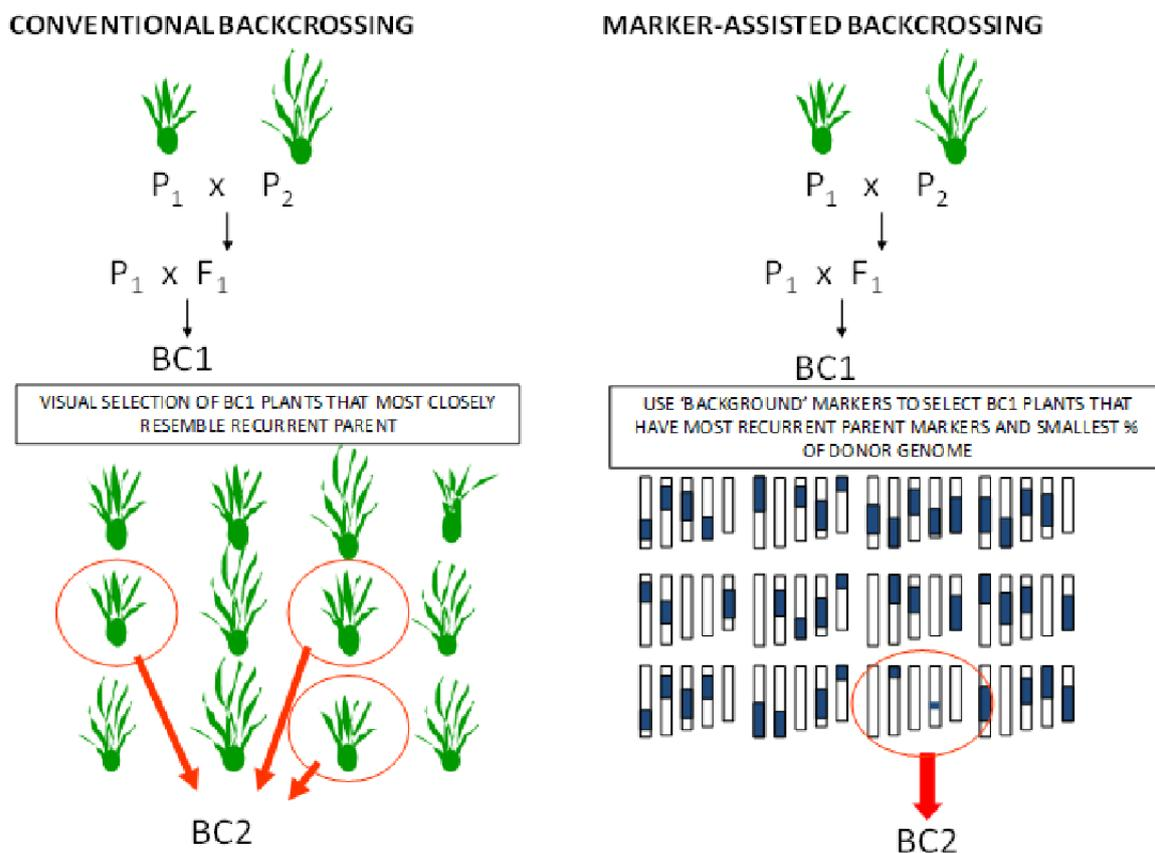 CONVENTIONAL BACKCROSSING
P₁ x P₂
P₁ x F₁
BC1
VISUAL SELECTION OF BC1 PLANTS THAT MOST CLOSELY
RESEMBLE RECURRENT PARENT
BC2
MARKER-ASSISTED BACKCROSSING
P₁ x P₂
P₁ x F₁
BC1
USE 'BACKGROUND' MARKERS TO SELECT BC1 PLANTS THAT
HAVE MOST RECURRENT PARENT MARKERS AND SMALLEST %
OF DONOR GENOME
BC2